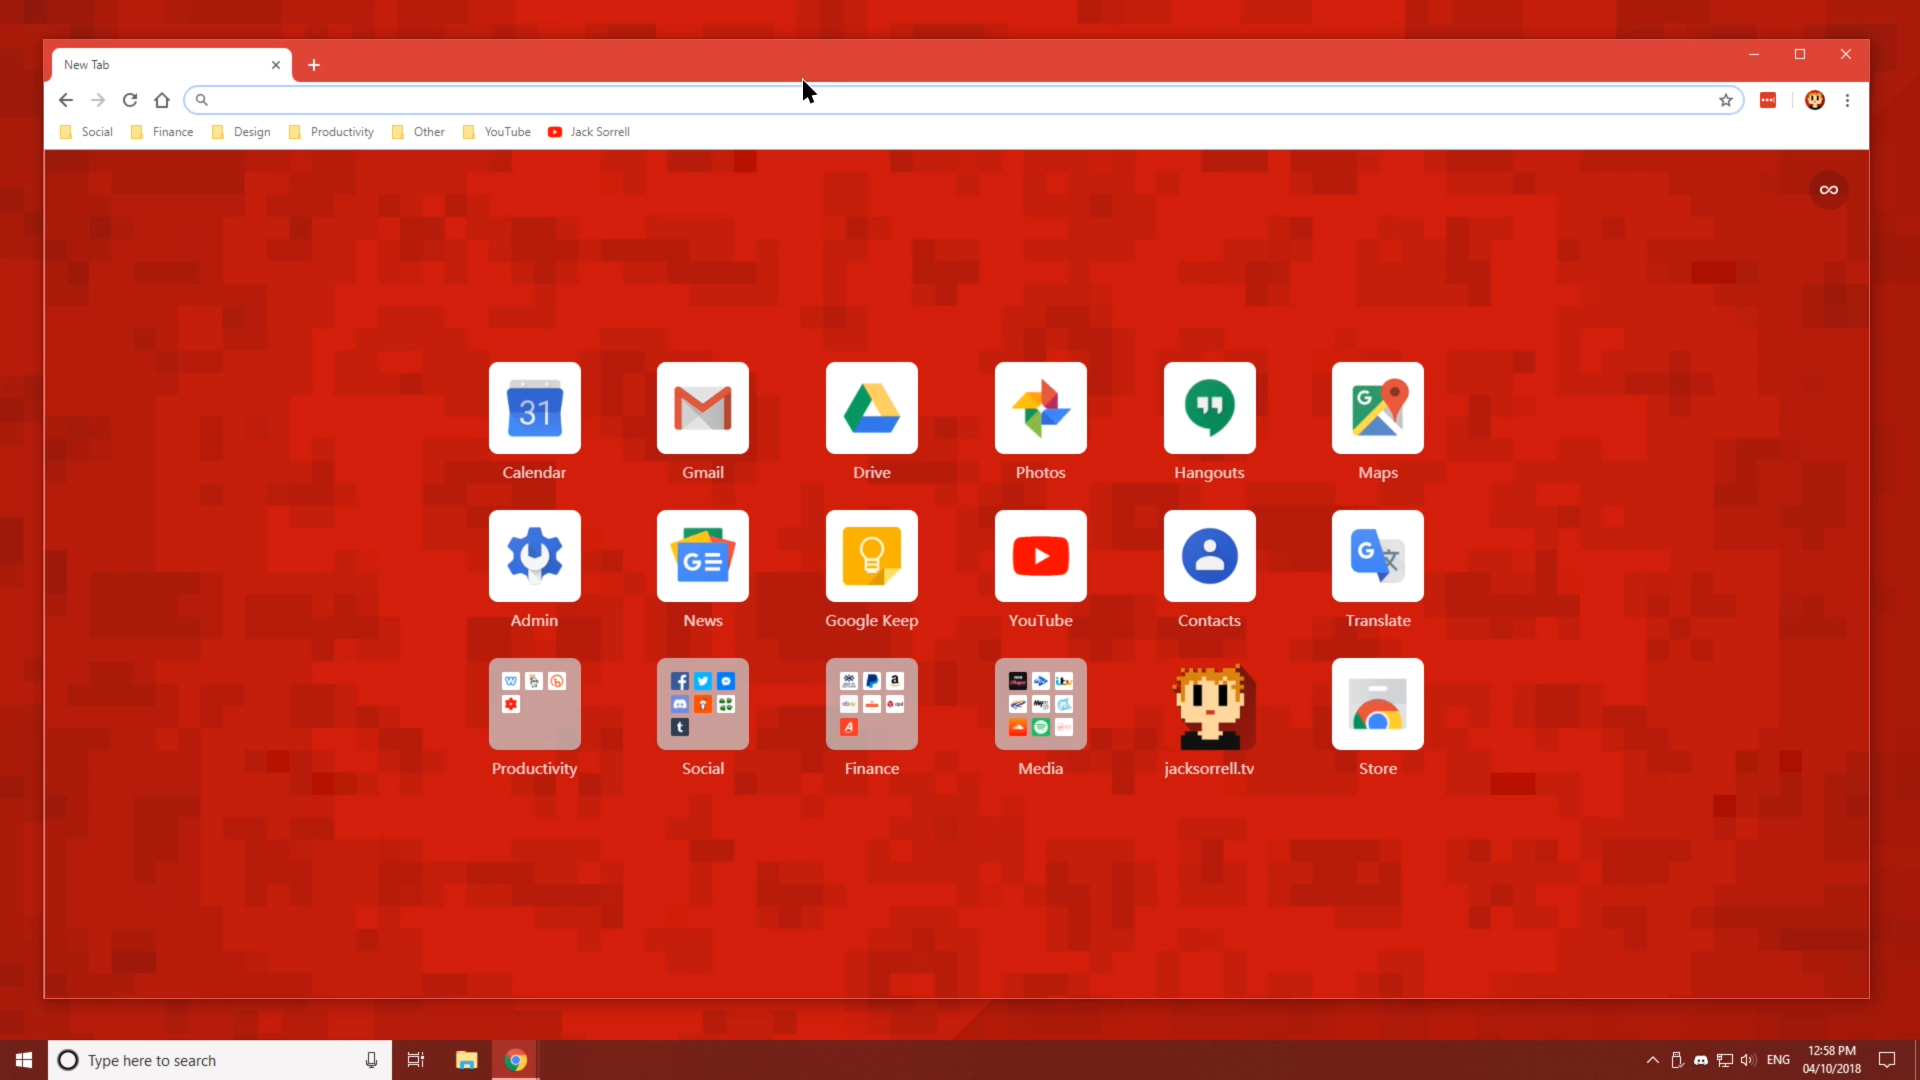 New Tab
Social Finance Design Productivity Other YouTube Jack Sorrell
31
G
Calendar Gmail Drive Photos Hangouts Maps
G
G
Admin News Google Keep YouTube Contacts Translate
Productivity Social Finance Media jacksorrell.tv Store
Type here to search
ENG
12:58 PM
04/10/2018